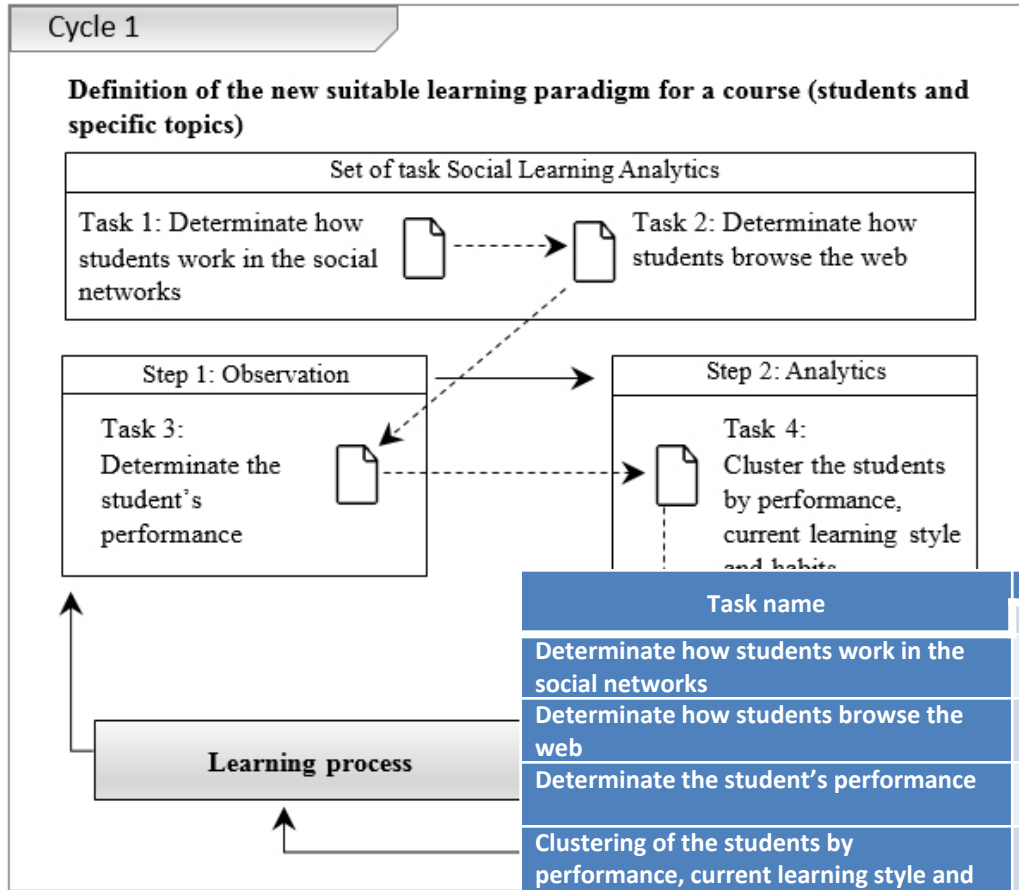 Cycle 1
Definition of the new suitable learning paradigm for a course (students and
specific topics)
Set of task Social Learning Analytics
Task 1: Determinate how
students work in the social
networks
Task 2: Determinate how
students browse the web
Step 1: Observation
Task 3:
Determinate the
student's
performance
Step 2: Analytics
Task 4:
Cluster the students
by performance,
current learning style
and habits
Learning process
Task name
Determinate how students work in the
social networks
Determinate how students browse the
web
Determinate the student's performance
Clustering of the students by
performance, current learning style and